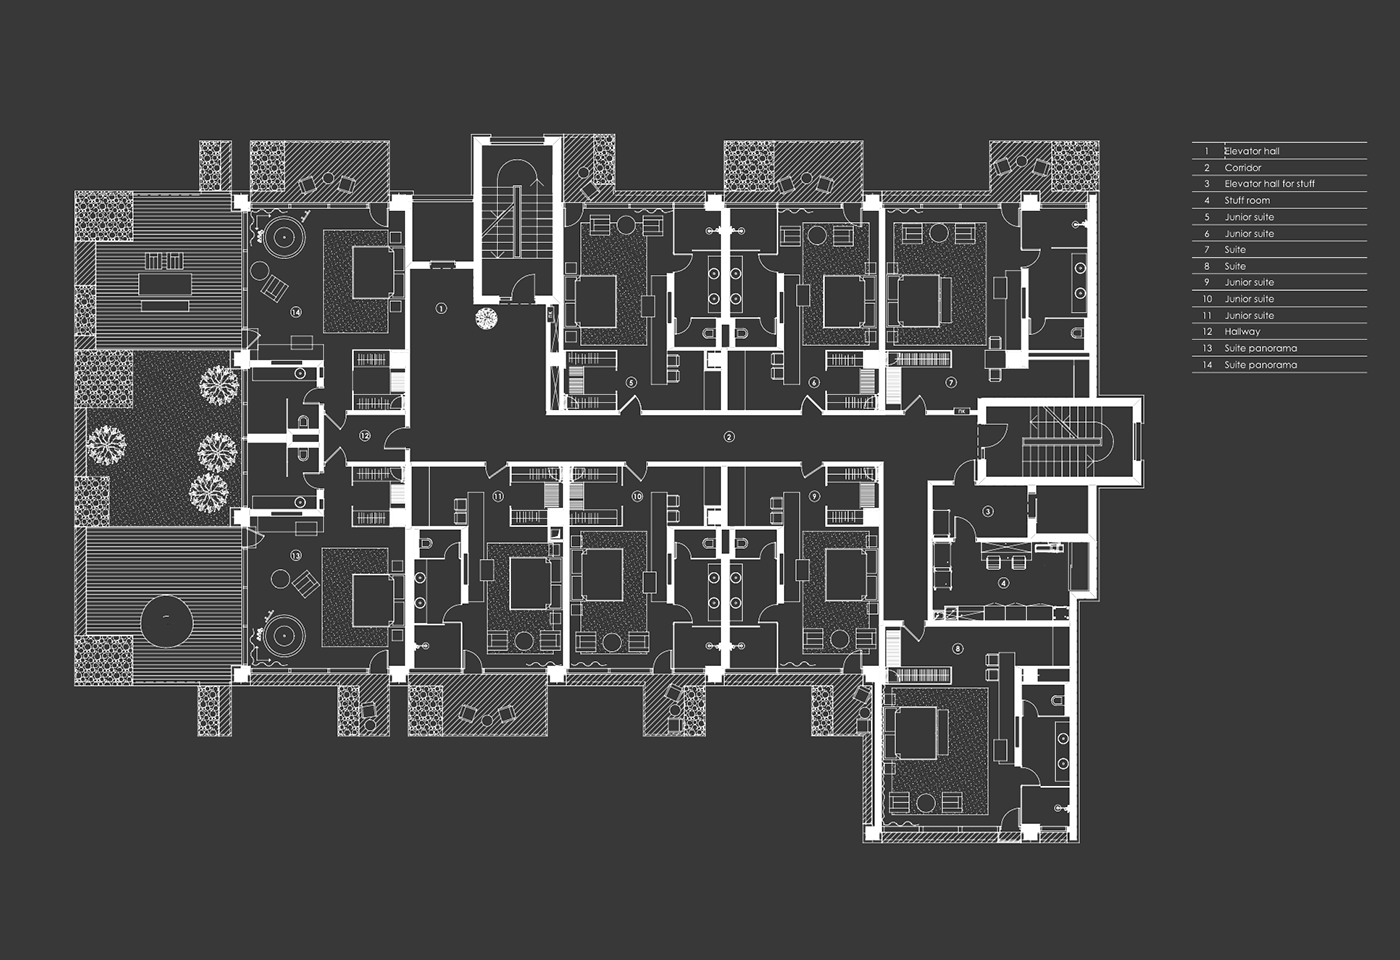 1 Elevator hall
2 Corridor
3 Elevator hall for stuff
4 Stuff room
5 Junior suite
6 Junior suite
7 Suite
8 Suite
9 Junior suite
10 Junior suite
11 Junior suite
12 Hallway
13 Suite panorama
14 Suite panorama
14
1
5
6
7
12
2
11
10
9
3
13
4
8